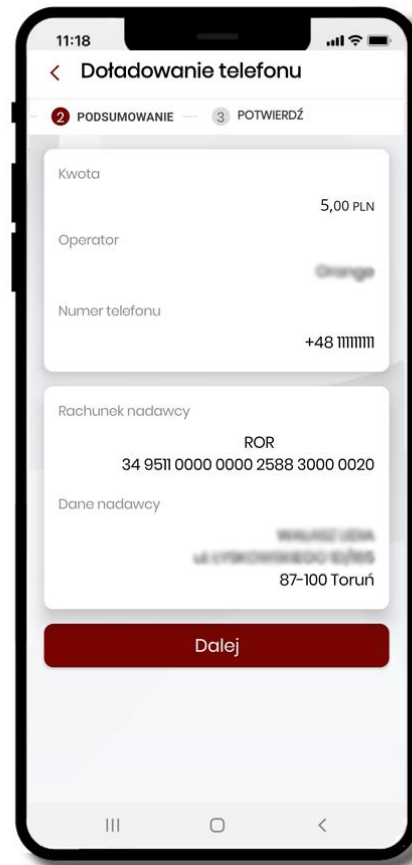 11:18
Doładowanie telefonu
2 PODSUMOWANIE 3 POTWIERDŹ
Kwota
5,00 PLN
Operator
Numer telefonu
+48 111111111
Rachunek nadawcy
ROR
34 9511 0000 0000 2588 3000 0020
Dane nadawcy
87-100 Toruń
Dalej